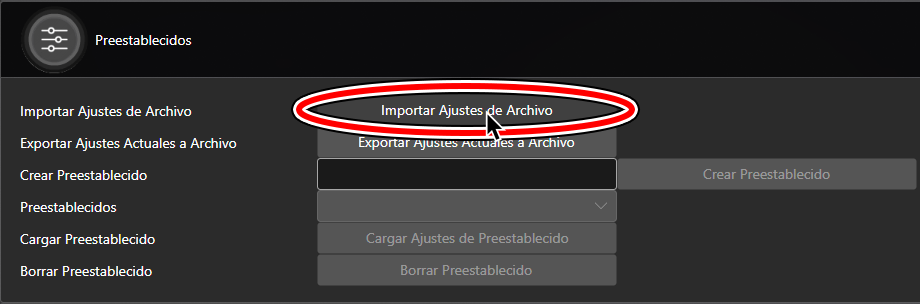 Preestablecidos
Importar Ajustes de Archivo Importar Ajustes de Archivo
Exportar Ajustes Actuales a Archivo Exportar Ajustes Actuales a Archivo
Crear Preestablecido Crear Preestablecido
Preestablecidos
Cargar Preestablecido Cargar Ajustes de Preestablecido
Borrar Preestablecido Borrar Preestablecido